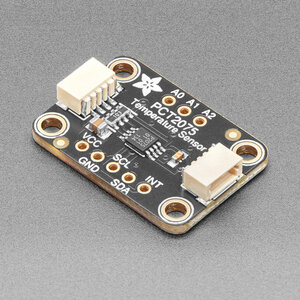 A0 A1 A2
PCT2075
Temperature Sensor
VCC
GND
SCL
SDA
INT